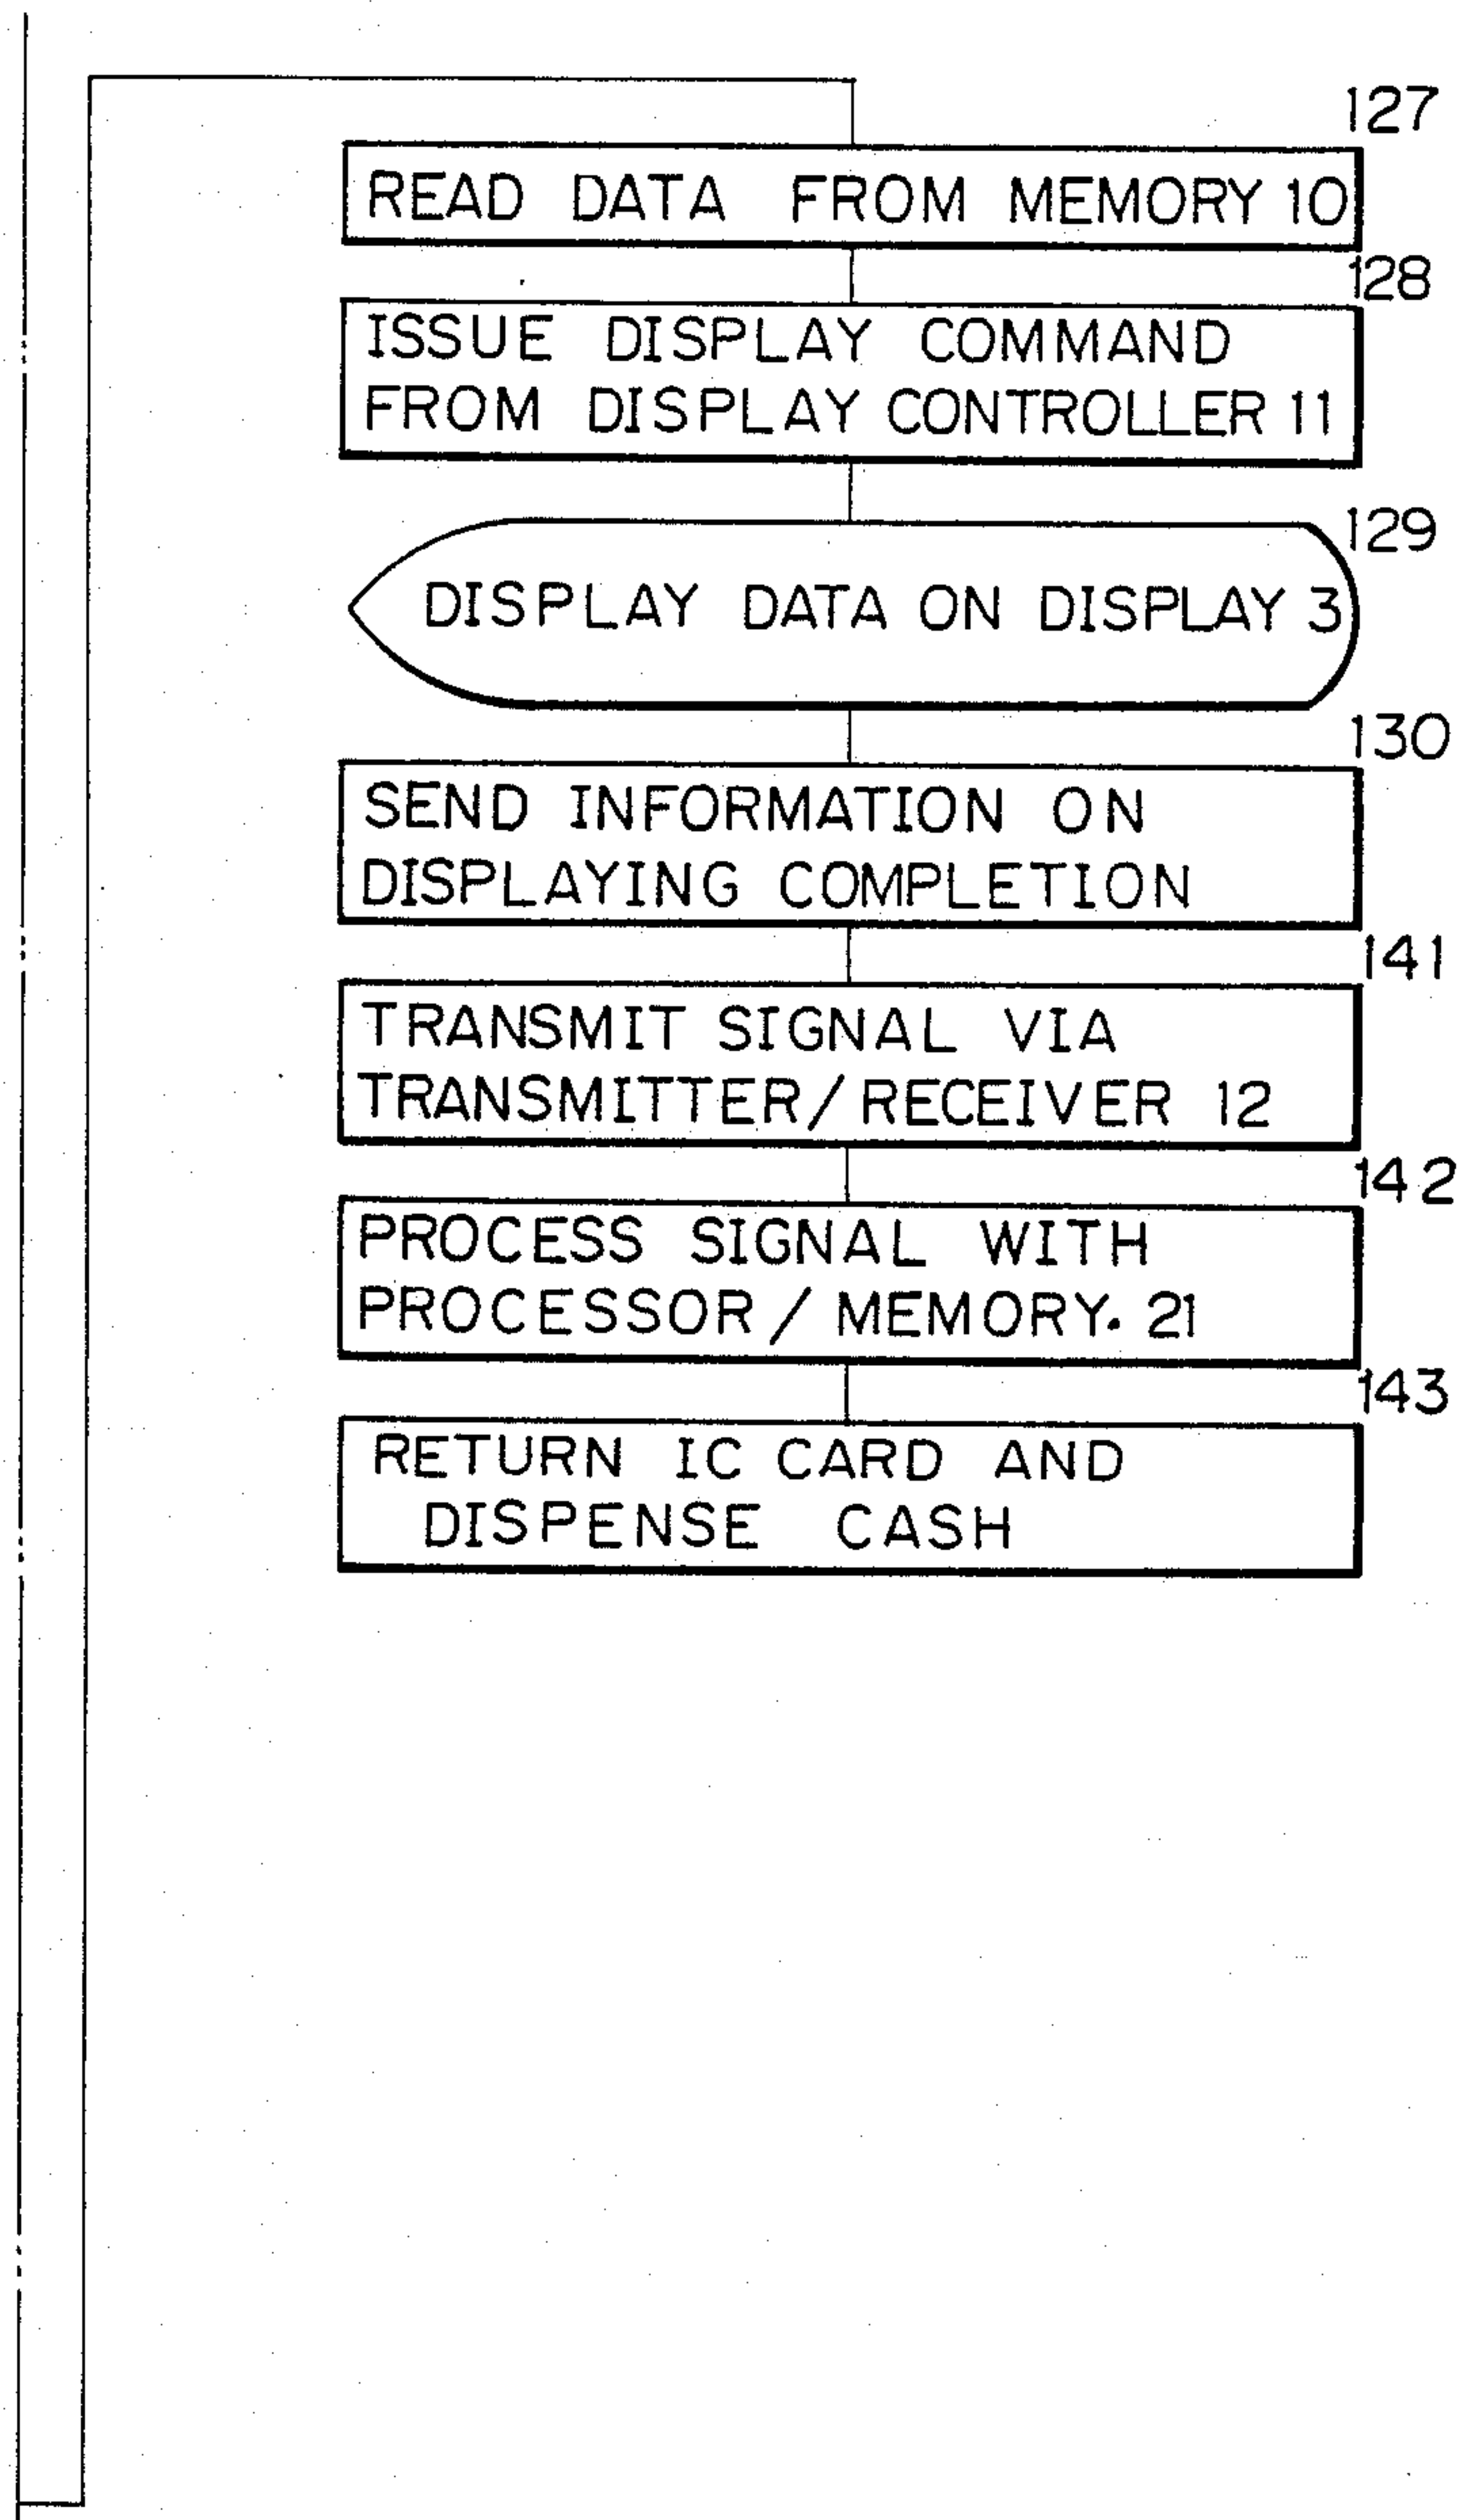 127
READ DATA FROM MEMORY 10
128
ISSUE DISPLAY COMMAND
FROM DISPLAY CONTROLLER 11
129
DISPLAY DATA ON DISPLAY 3
130
SEND INFORMATION ON
DISPLAYING COMPLETION
141
TRANSMIT SIGNAL VIA
TRANSMITTER/RECEIVER 12
142
PROCESS SIGNAL WITH
PROCESSOR/MEMORY. 21
143
RETURN IC CARD AND
DISPENSE CASH